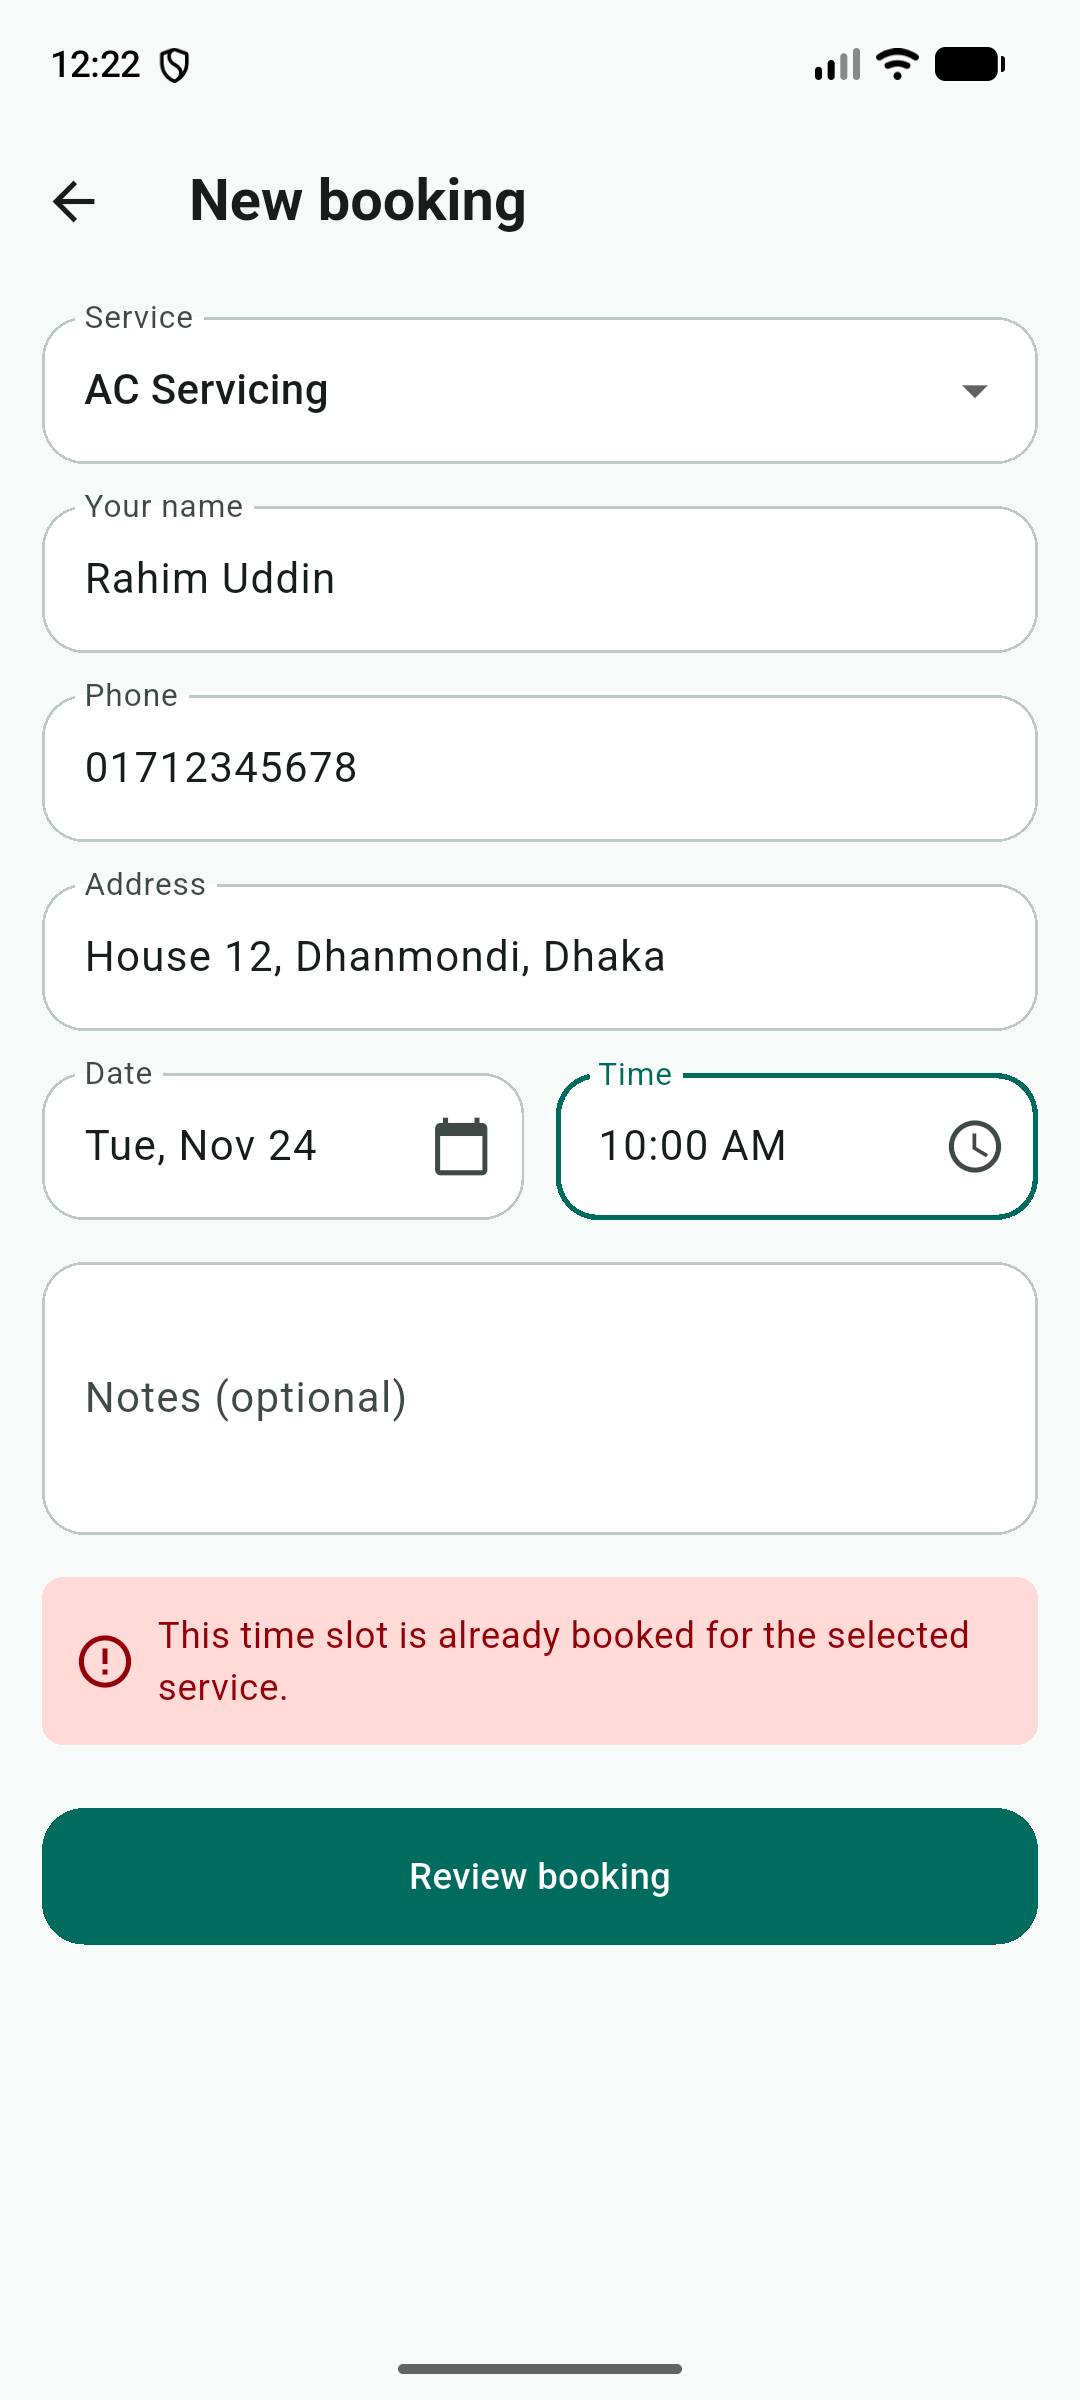 12:22
New booking
Service
AC Servicing
Your name
Rahim Uddin
Phone
01712345678
Address
House 12, Dhanmondi, Dhaka
Date
Tue, Nov 24
Time
10:00 AM
Notes (optional)
This time slot is already booked for the selected
service.
Review booking